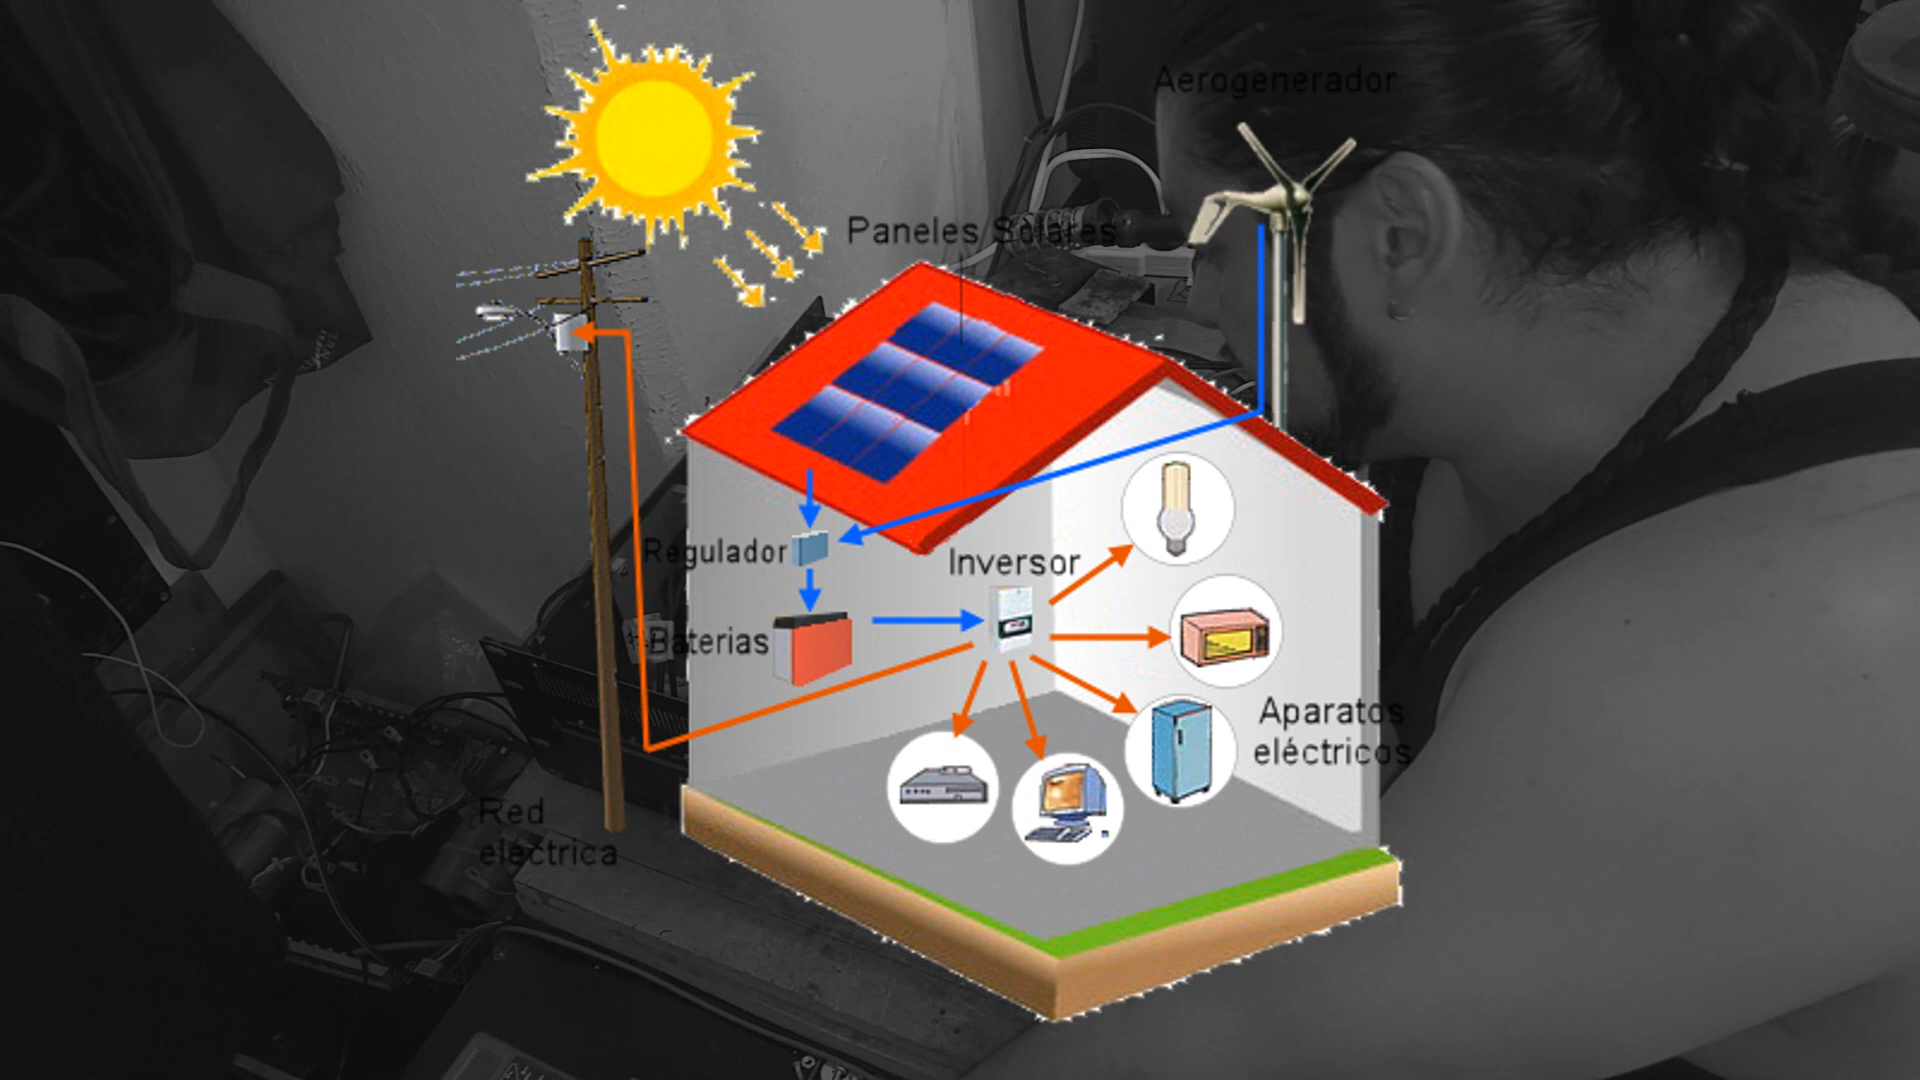 Aerogenerador
Paneles Solares
Regulador
Inversor
Baterias
Aparatos
eléctricos
Red
eléctrica